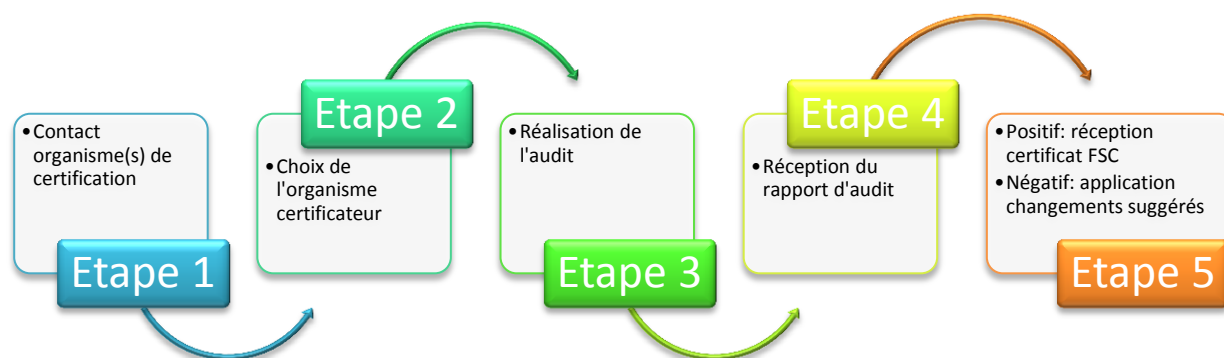 •Contact
organisme(s) de
certification
Etape 1
Etape 2
•Choix de
l'organisme
certificateur
•Réalisation de
l'audit
Etape 3
Etape 4
•Réception du
rapport d'audit
•Positif: réception
certificat FSC
•Négatif: application
changements suggérés
Etape 5